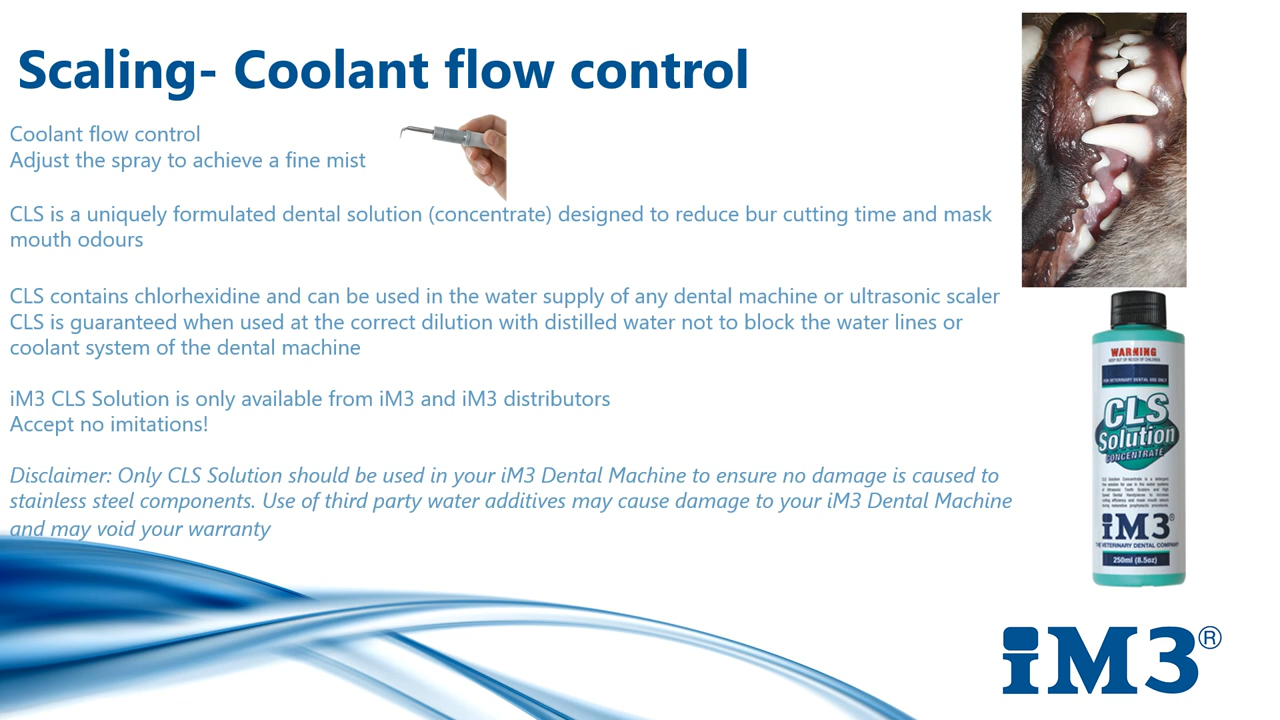 Scaling- Coolant flow control
Coolant flow control
Adjust the spray to achieve a fine mist
CLS is a uniquely formulated dental solution (concentrate) designed to reduce bur cutting time and mask
mouth odours
CLS contains chlorhexidine and can be used in the water supply of any dental machine or ultrasonic scaler
CLS is guaranteed when used at the correct dilution with distilled water not to block the water lines or
coolant system of the dental machine
iM3 CLS Solution is only available from iM3 and iM3 distributors
Accept no imitations!
Disclaimer: Only CLS Solution should be used in your iM3 Dental Machine to ensure no damage is caused to
stainless steel components. Use of third party water additives may cause damage to your iM3 Dental Machine
and may void your warranty
WARNING
KEEP OUT OF REACH OF CHILDREN
FOR VETERINARY DENTAL USE ONLY
CLS
Solution
CONCENTRATE
iM3®
THE VETERINARY DENTAL COMPANY
250ml (8.5oz)
iM3®